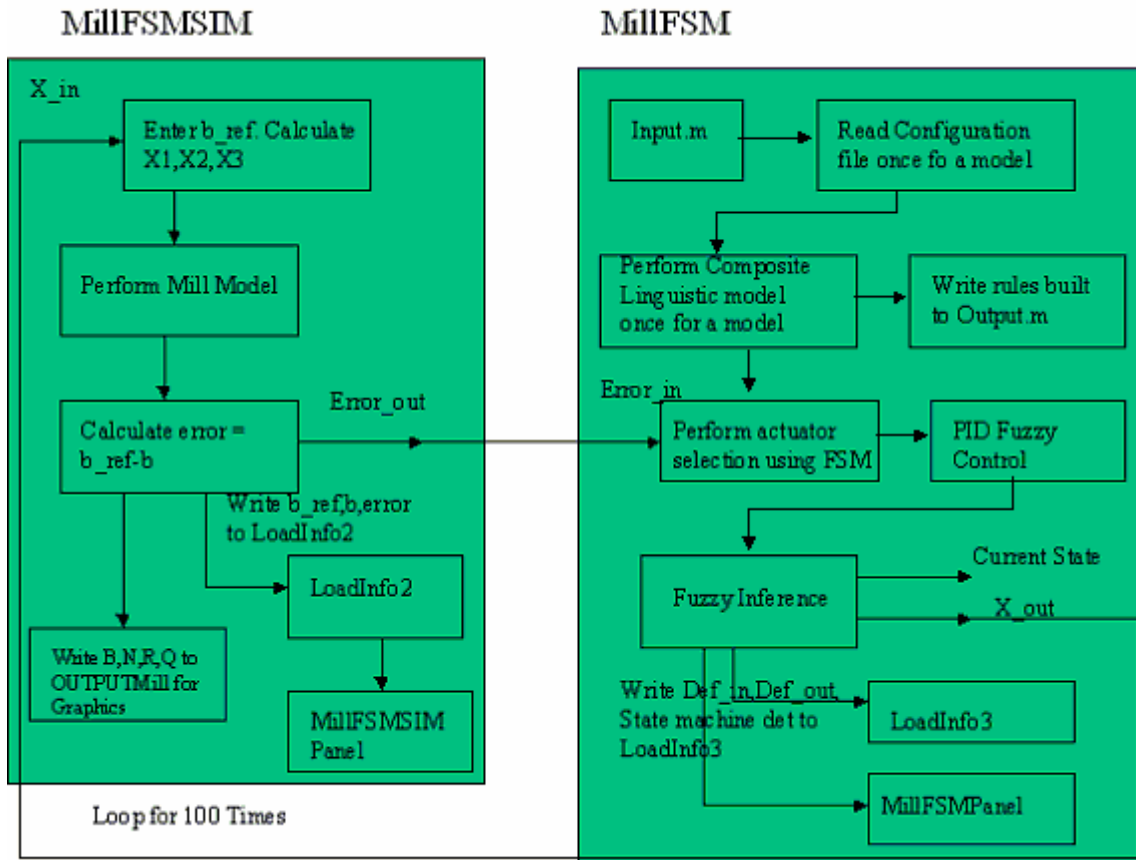 MillFSMSIM
X_in
Enter b_ref. Calculate
X1,X2,X3
Perform Mill Model
Calculate error =
b_ref-b
Error_out
Write b_ref,b,error
to LoadInfo2
LoadInfo2
Write B,N,R,Q to
OUTPUTMill for
Graphics
MillFSMSIM
Panel
Loop for 100 Times
MillFSM
Input.m
Read Configuration
file once fo a model
Perform Composite
Linguistic model
once for a model
Write rules built
to Output.m
Error_in
Perform actuator
selection using FSM
PID Fuzzy
Control
Fuzzy Inference
Current State
X_out
Write Def_in,Def_out,
State machine det to
LoadInfo3
LoadInfo3
MillFSMPanel